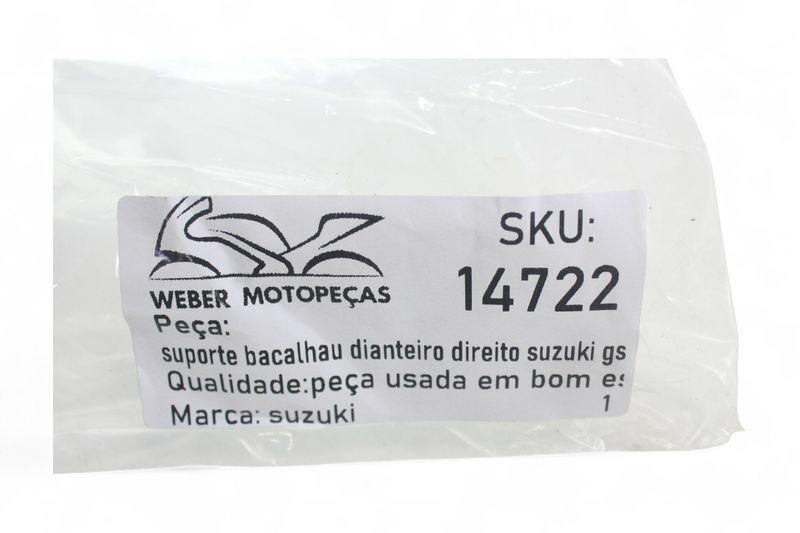 SKU:
14722
WEBER MOTOPEÇAS
Peça:
suporte bacalhau dianteiro direito suzuki gs
Qualidade:peça usada em bom es
Marca: suzuki
1